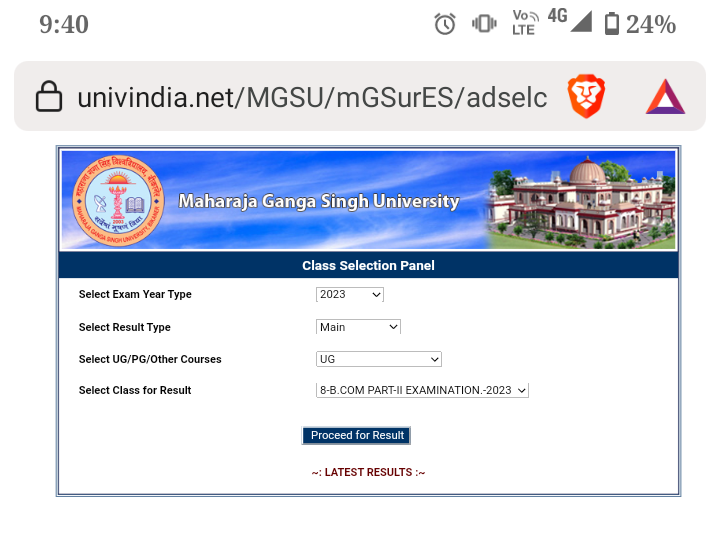 9:40
Vo LTE 4G 24%
univindia.net/MGSU/mGSurES/adselc
Maharaja Ganga Singh University
Class Selection Panel
Select Exam Year Type 2023
Select Result Type Main
Select UG/PG/Other Courses UG
Select Class for Result 8-B.COM PART-II EXAMINATION.-2023
Proceed for Result
~: LATEST RESULTS :~